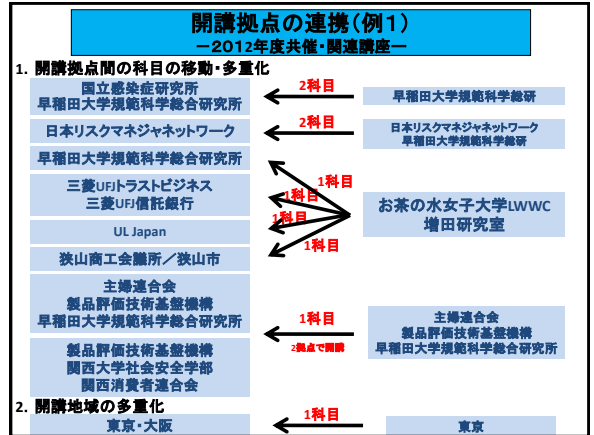 開講拠点の連携(例１)
－2012年度共催・関連講座－
1. 開講拠点間の科目の移動・多重化
国立感染症研究所
早稲田大学規範科学総合研究所
2科目
早稲田大学規範科学総研
日本リスクマネジャネットワーク
2科目
日本リスクマネジャネットワーク
早稲田大学規範科学総研
早稲田大学規範科学総合研究所
1科目
三菱UFJトラストビジネス
三菱UFJ信託銀行
1科目
UL Japan
1科目
狭山商工会議所／狭山市
1科目
お茶の水女子大学LWWC
増田研究室
主婦連合会
製品評価技術基盤機構
早稲田大学規範科学総合研究所
製品評価技術基盤機構
関西大学社会安全学部
関西消費者連合会
1科目
2拠点で開講
主婦連合会
製品評価技術基盤機構
早稲田大学規範科学総合研究所
2. 開講地域の多重化
東京・大阪
1科目
東京